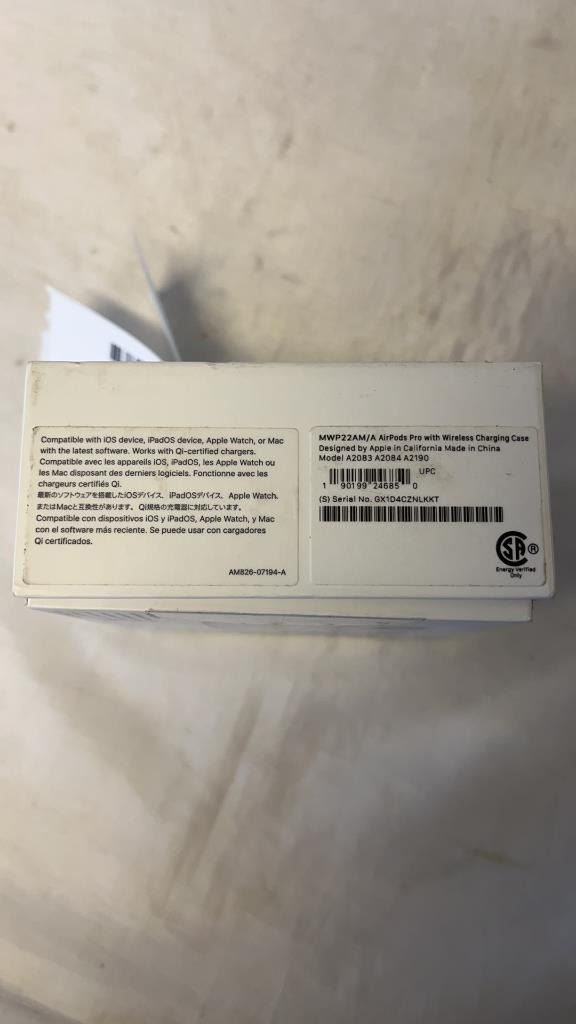 Compatible with iOS device, iPadOS device, Apple Watch, or Mac
with the latest software. Works with Qi-certified chargers.
Compatible avec les appareils iOS, iPadOS, les Apple Watch ou
les Mac disposant des derniers logiciels. Fonctionne avec les
chargeurs certifiés Qi.
最新のソフトウェアを搭載したiOSデバイス、iPadOSデバイス、Apple Watch、
またはMacと互換性があります。 Qi規格の充電器に対応しています。
Compatible con dispositivos iOS y iPadOS, Apple Watch, y Mac
con el software más reciente. Se puede usar con cargadores
Qi certificados.
AM826-07194-A
MWP22AM/A AirPods Pro with Wireless Charging Case
Designed by Apple in California Made in China
Model A2083 A2084 A2190
UPC
1 90199 24685 0
(S) Serial No. GX1D4CZNLKKT
SA ®
Energy Verified
Only